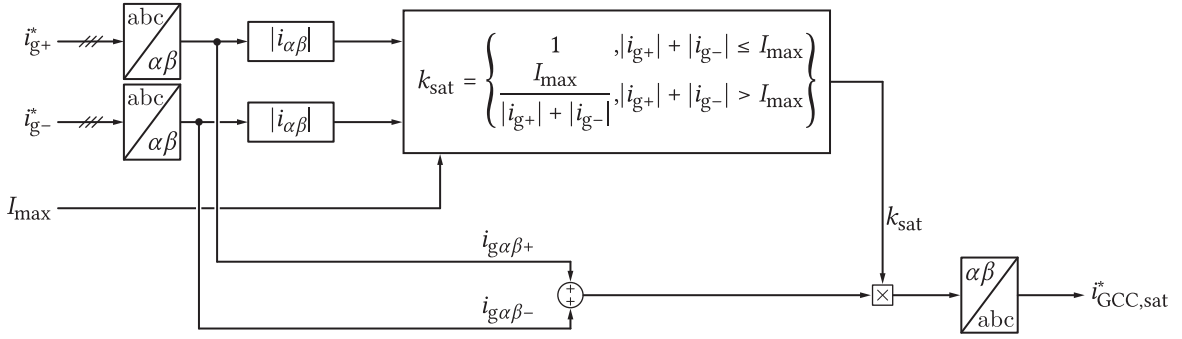 i*g+
abc
αβ
|iαβ|
i*g−
abc
αβ
|iαβ|
ksat = { 1 ,|ig+| + |ig−| ≤ Imax
Imax / |ig+| + |ig−| ,|ig+| + |ig−| > Imax }
Imax
ksat
igαβ+
+
+
×
igαβ−
αβ
abc
i*GCC,sat